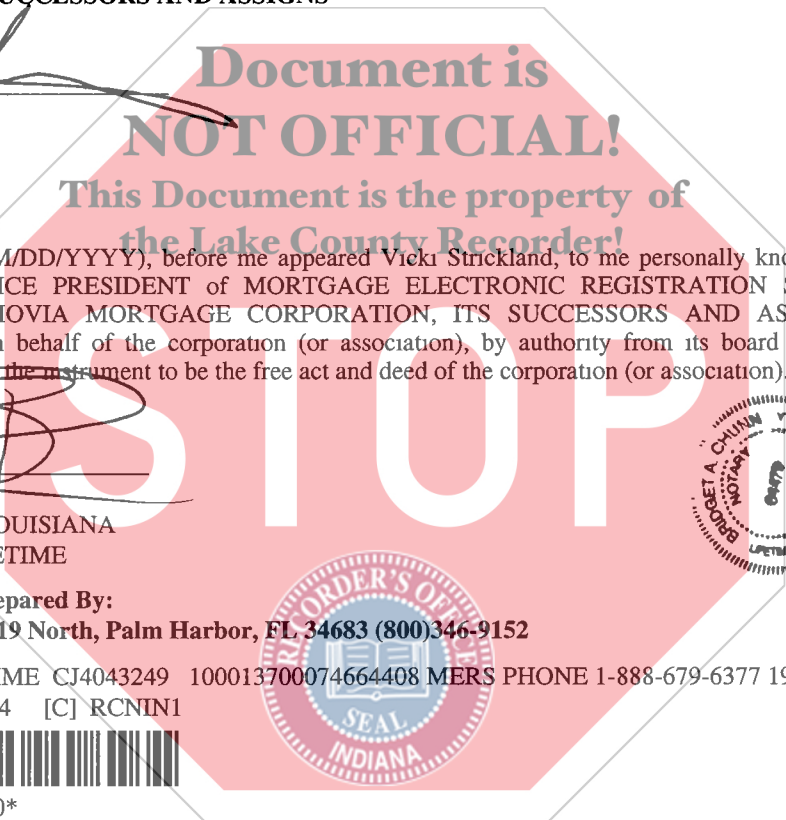 SUCCESSORS AND ASSIGNS
Document is
NOT OFFICIAL!
This Document is the property of
the Lake County Recorder!
M/DD/YYYY), before me appeared Vicki Strickland, to me personally kno
ICE PRESIDENT of MORTGAGE ELECTRONIC REGISTRATION S
HOVIA MORTGAGE CORPORATION, ITS SUCCESSORS AND AS
n behalf of the corporation (or association), by authority from its board
the instrument to be the free act and deed of the corporation (or association).
STOP
BRIDGET A. CHUNN
NOTARY
OUISIANA
ETIME
epared By:
19 North, Palm Harbor, FL 34683 (800)346-9152
IME CJ4043249 100013700074664408 MERS PHONE 1-888-679-6377 19
4 [C] RCNIN1
RECORDER'S OFFICE
SEAL
INDIANA
0*